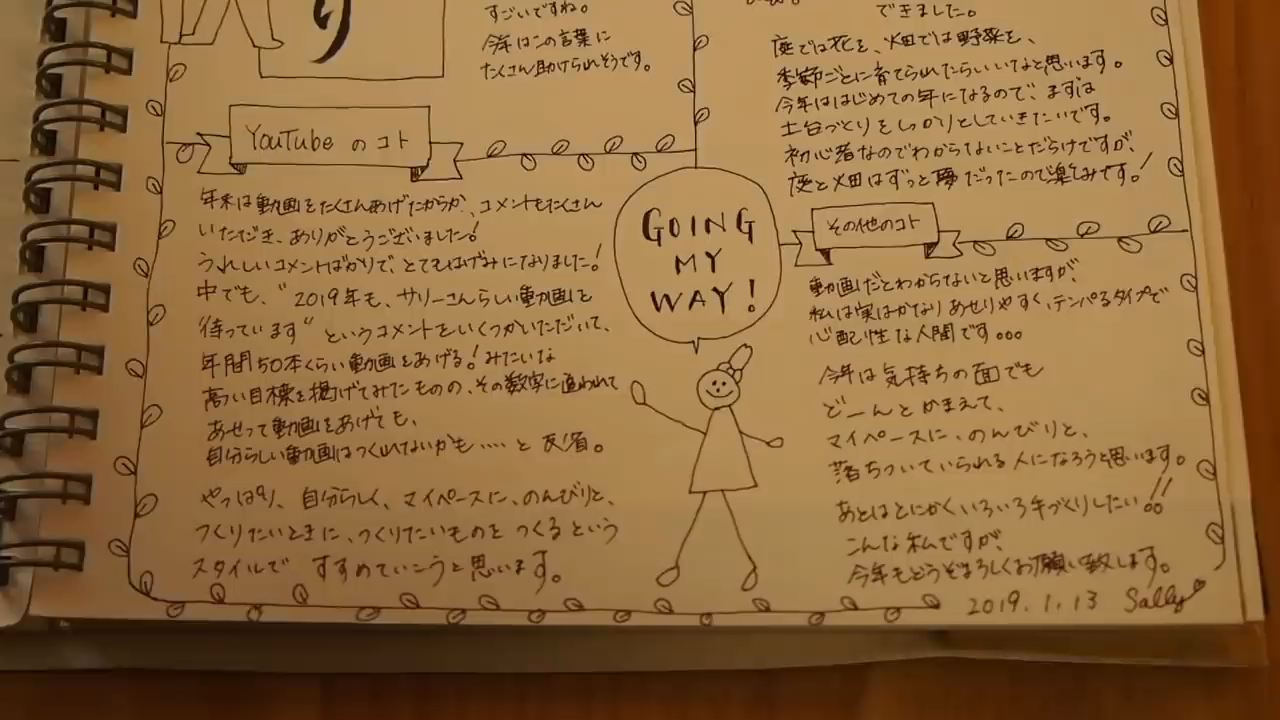 り
すごいですね。
今年はこの言葉に
たくさん助けられそうです。
YouTube のコト
年末は動画をたくさんあげたからか、コメントもたくさん
いただき、ありがとうございました!
うれしいコメントばかりで、とてもはげみになりました!
中でも、“2019年も、サリーさんらしい動画を
待っています”というコメントをいくつかいただいて、
年間50本くらい動画をあげる!みたいな
高い目標を掲げてみたものの、その数字に追われて
あせって動画をあげても、
自分らしい動画はつくれないかも……と反省。
やっぱり、自分らしく、マイペースに、のんびりと、
つくりたいときに、つくりたいものをつくるという
スタイルで すすめていこうと思います。
GOING
MY
WAY!
できました。
庭では花を、畑では野菜を、
季節ごとに育てられたらいいなと思います。
今年ははじめての年になるので、まずは
土台づくりをしっかりとしていきたいです。
初心者なのでわからないことだらけですが、
庭と畑はずっと夢だったので楽しみです!
その他のコト
動画だとわからないと思いますが、
私は実はかなりあせりやすく、テンパるタイプで
心配性な人間です...
今年は気持ちの面でも
どーんとかまえて、
マイペースに、のんびりと、
落ちついていられる人になろうと思います。
あとはとにかくいろいろ手づくりしたい!!
こんな私ですが、
今年もどうぞよろしくお願い致します。
2019.1.13 Sally